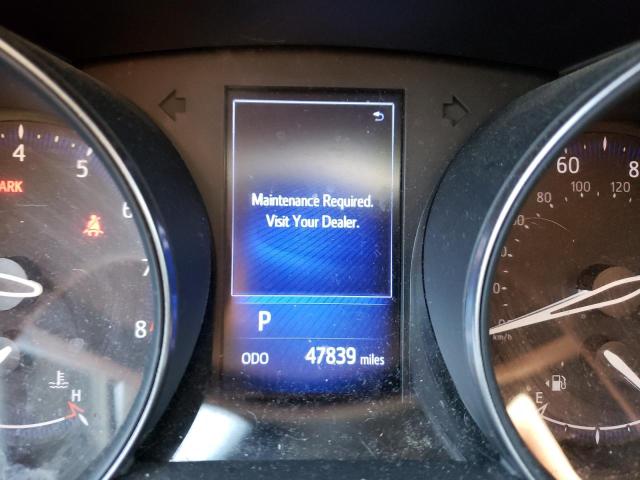 4
5
6
7
8
ARK
H
Maintenance Required.
Visit Your Dealer.
P
ODO 47839 miles
60
80
100
120
km/h
E